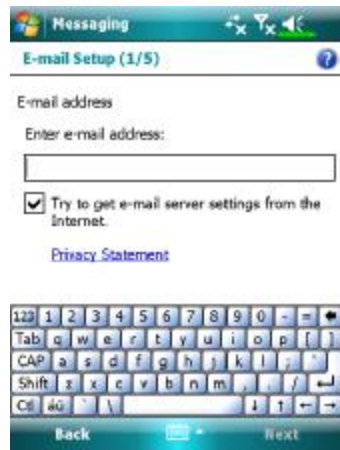 Messaging
E-mail Setup (1/5)
?
E-mail address
Enter e-mail address:
Try to get e-mail server settings from the
Internet.
Privacy Statement
123 1 2 3 4 5 6 7 8 9 0 - =
Tab q w e r t y u i o p [ ]
CAP a s d f g h j k l ; '
Shift z x c v b n m , . /
Ctl áü ` \
Back Next